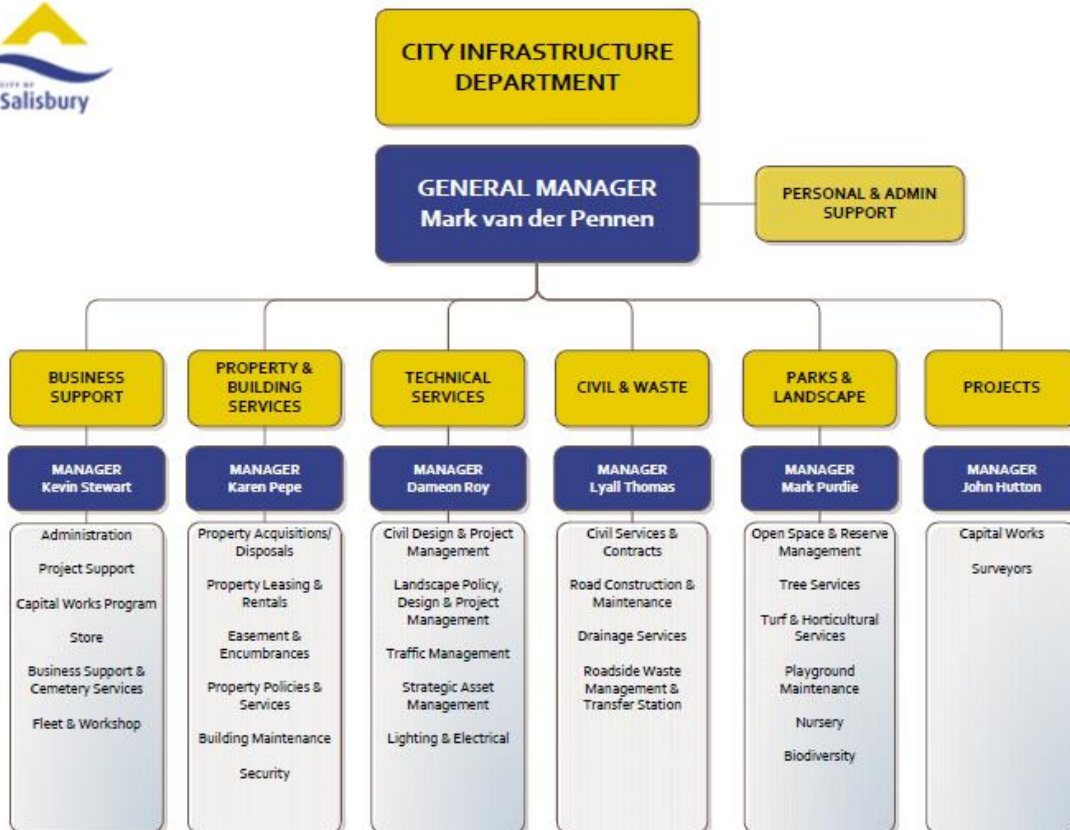 CITY OF
Salisbury
CITY INFRASTRUCTURE
DEPARTMENT
GENERAL MANAGER
Mark van der Pennen
PERSONAL & ADMIN
SUPPORT
BUSINESS
SUPPORT
MANAGER
Kevin Stewart
Administration
Project Support
Capital Works Program
Store
Business Support &
Cemetery Services
Fleet & Workshop
PROPERTY &
BUILDING
SERVICES
MANAGER
Karen Pepe
Property Acquisitions/
Disposals
Property Leasing &
Rentals
Easement &
Encumbrances
Property Policies &
Services
Building Maintenance
Security
TECHNICAL
SERVICES
MANAGER
Dameon Roy
Civil Design & Project
Management
Landscape Policy,
Design & Project
Management
Traffic Management
Strategic Asset
Management
Lighting & Electrical
CIVIL & WASTE
MANAGER
Lyall Thomas
Civil Services &
Contracts
Road Construction &
Maintenance
Drainage Services
Roadside Waste
Management &
Transfer Station
PARKS &
LANDSCAPE
MANAGER
Mark Purdie
Open Space & Reserve
Management
Tree Services
Turf & Horticultural
Services
Playground
Maintenance
Nursery
Biodiversity
PROJECTS
MANAGER
John Hutton
Capital Works
Surveyors